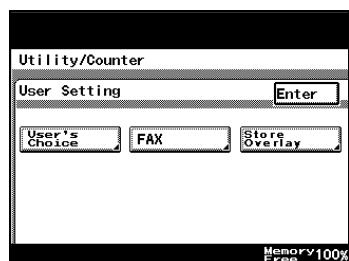 Utility/Counter
User Setting
Enter
User's
Choice
FAX
Store
Overlay
Memory
Free
100%